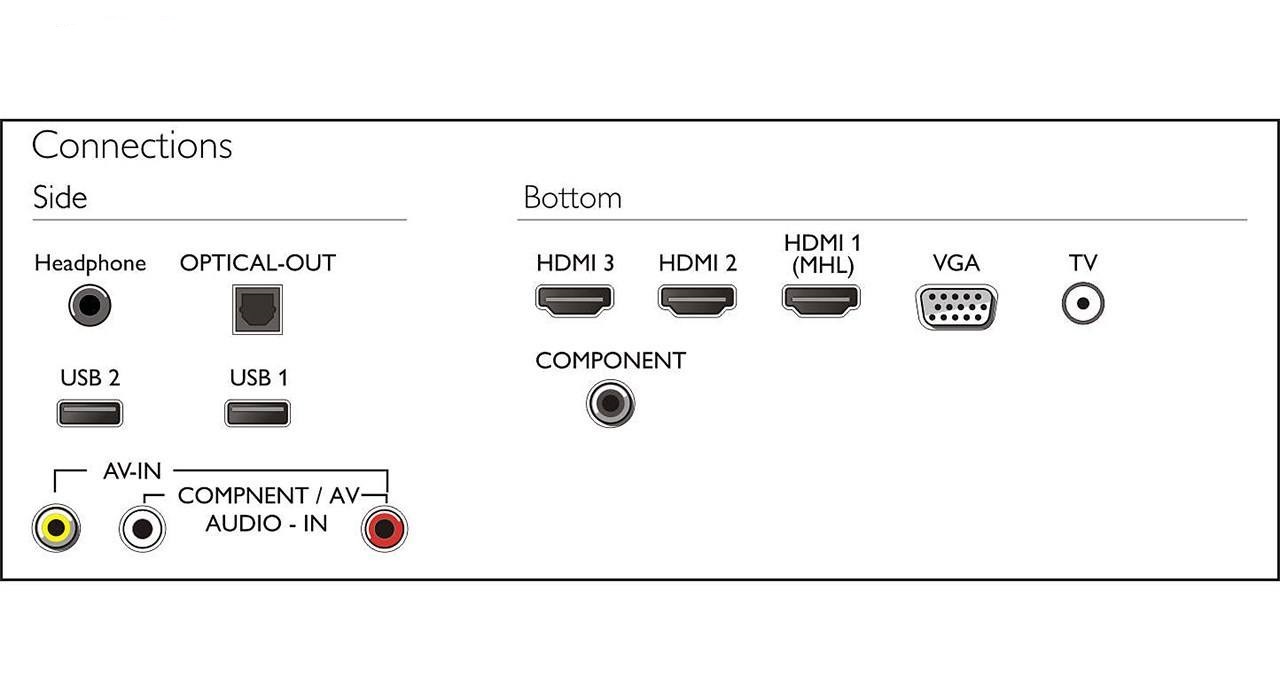 Connections
Side
Bottom
Headphone
OPTICAL-OUT
HDMI 3
HDMI 2
HDMI 1
(MHL)
VGA
TV
USB 2
USB 1
COMPONENT
AV-IN
COMPNENT / AV
AUDIO - IN